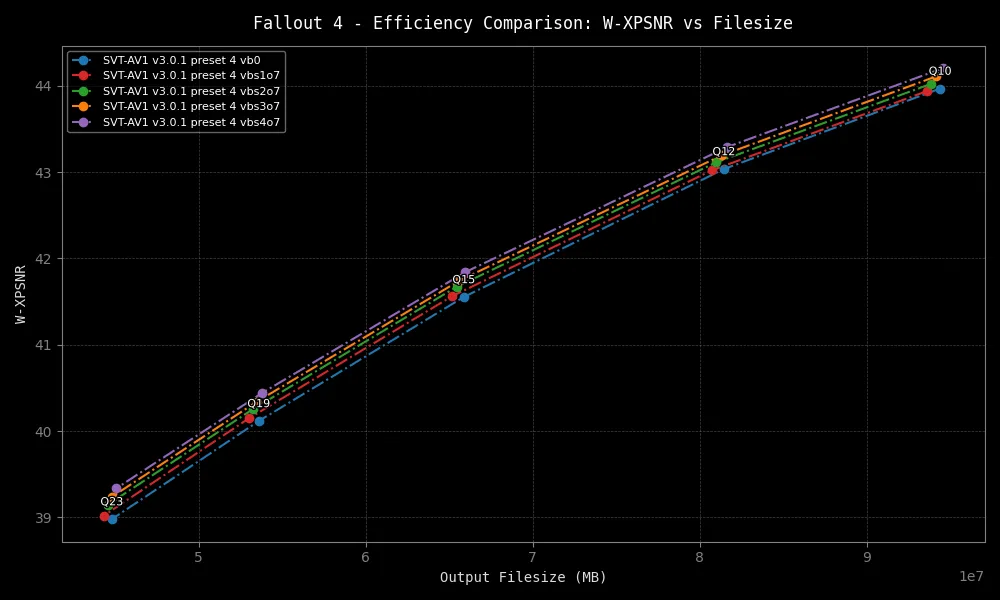 Fallout 4 - Efficiency Comparison: W-XPSNR vs Filesize
SVT-AV1 v3.0.1 preset 4 vb0
SVT-AV1 v3.0.1 preset 4 vbs1o7
SVT-AV1 v3.0.1 preset 4 vbs2o7
SVT-AV1 v3.0.1 preset 4 vbs3o7
SVT-AV1 v3.0.1 preset 4 vbs4o7
Q10
44
Q12
43
W-XPSNR
42
Q15
41
Q19
40
Q23
39
5 6 7 8 9
1e7
Output Filesize (MB)